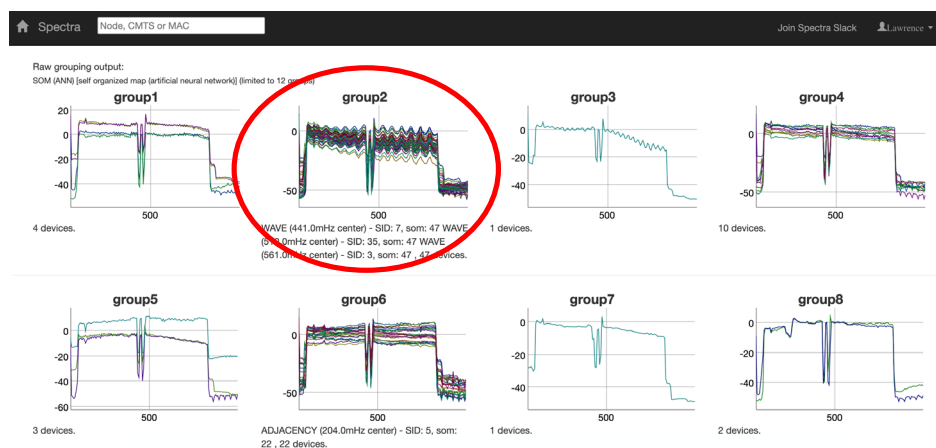 Spectra
Node, CMTS or MAC
Join Spectra Slack
Lawrence
Raw grouping output:
SOM (ANN) [self organized map (artificial neural network)] (limited to 12 groups)
group1
group2
group3
group4
20
0
-20
-40
500
0
-50
500
0
-20
-40
500
0
-50
500
4 devices.
WAVE (441.0mHz center) - SID: 7, som: 47 WAVE
(513.0mHz center) - SID: 35, som: 47 WAVE
(561.0mHz center) - SID: 3, som: 47 , 47 devices.
1 devices.
10 devices.
group5
group6
group7
group8
0
-20
-40
-60
500
0
-50
500
0
-20
-40
500
0
-20
-40
500
3 devices.
ADJACENCY (204.0mHz center) - SID: 5, som:
22 , 22 devices.
1 devices.
2 devices.